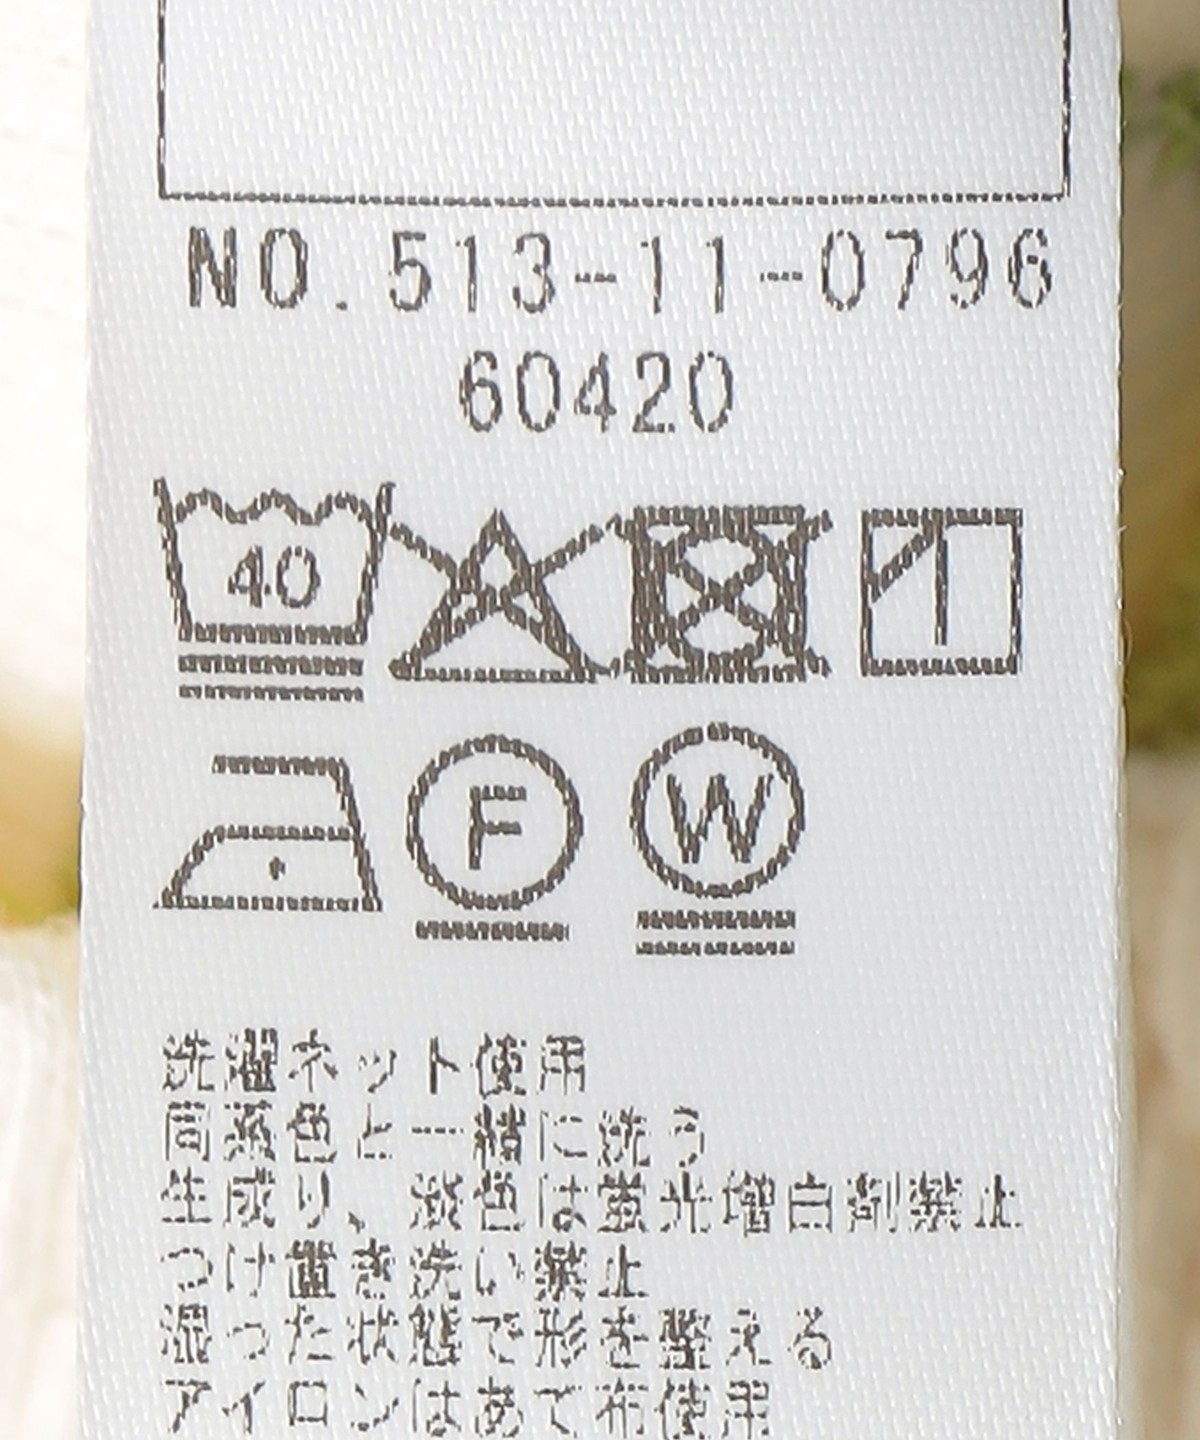 NO.513-11-0796
60420
40
F W
洗濯ネット使用
同系色と一緒に洗う
生成り、淡色は蛍光増白剤禁止
つけ置き洗い禁止
湿った状態で形を整える
アイロンはあて布使用